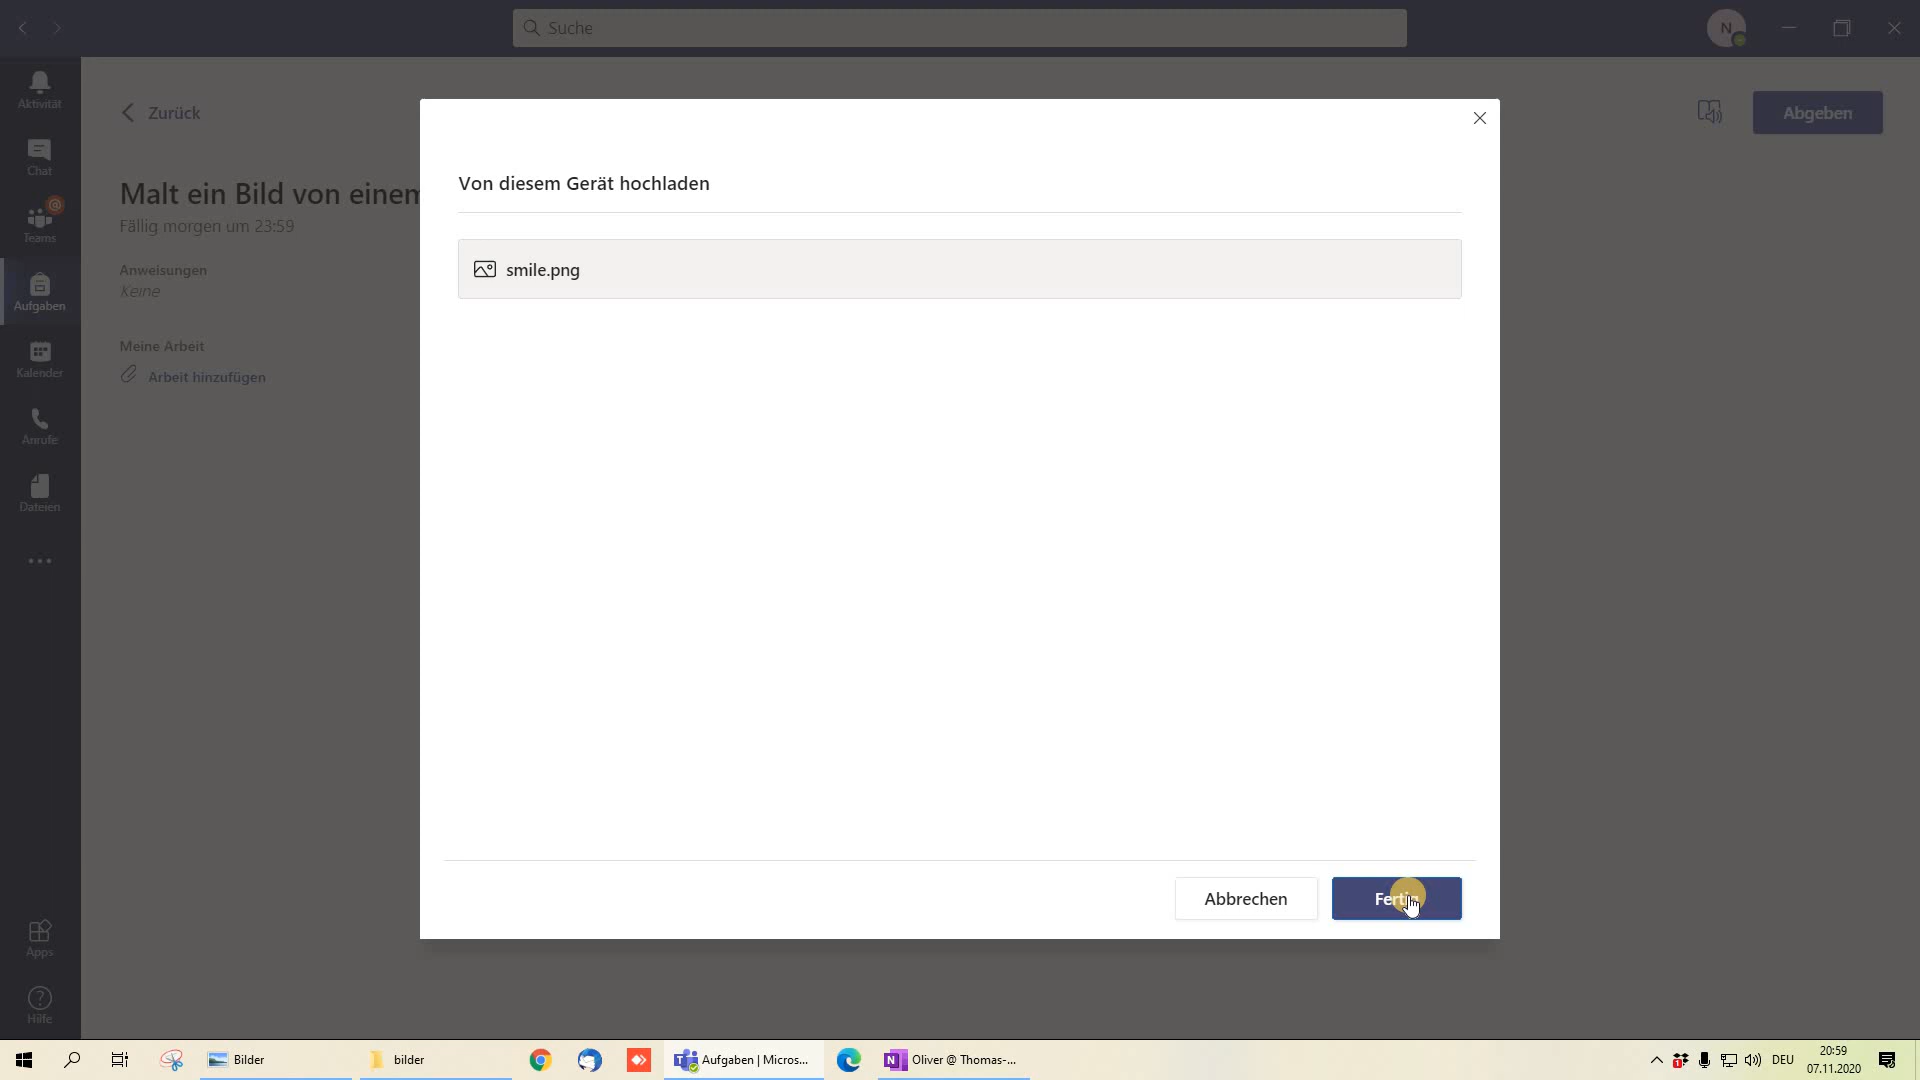 Suche
N
Aktivität
Chat
Teams
Aufgaben
Kalender
Anrufe
Dateien
Apps
Hilfe
Zurück
Abgeben
Malt ein Bild von einem
Fällig morgen um 23:59
Anweisungen
Keine
Meine Arbeit
Arbeit hinzufügen
Von diesem Gerät hochladen
smile.png
Abbrechen
Fertig
Bilder
bilder
Aufgaben | Micros...
Oliver @ Thomas-...
DEU
20:59
07.11.2020